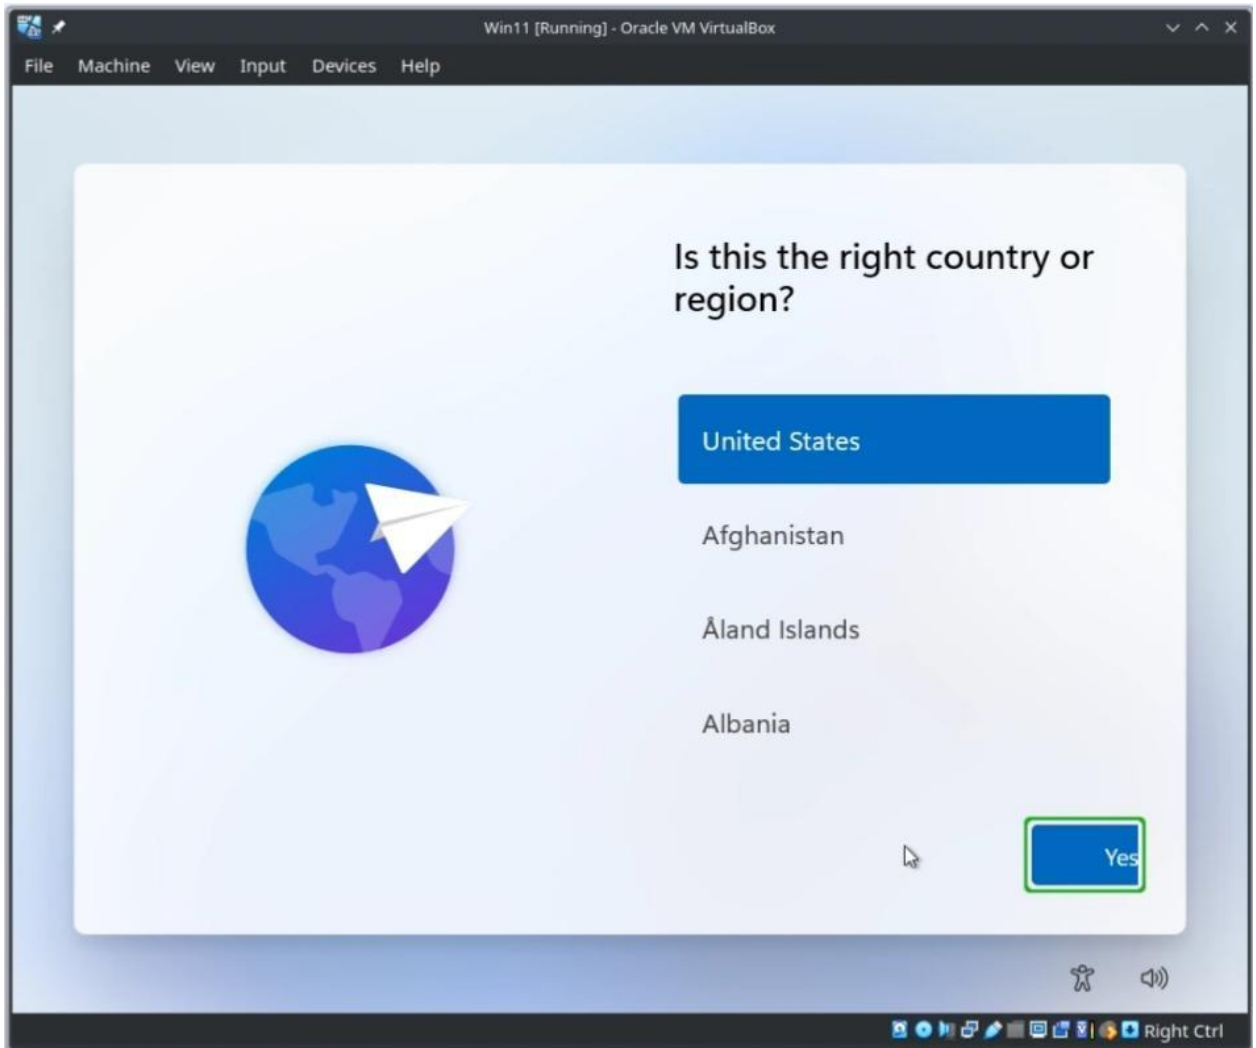 Win11 [Running] - Oracle VM VirtualBox
File Machine View Input Devices Help
Is this the right country or
region?
United States
Afghanistan
Åland Islands
Albania
Yes
Right Ctrl